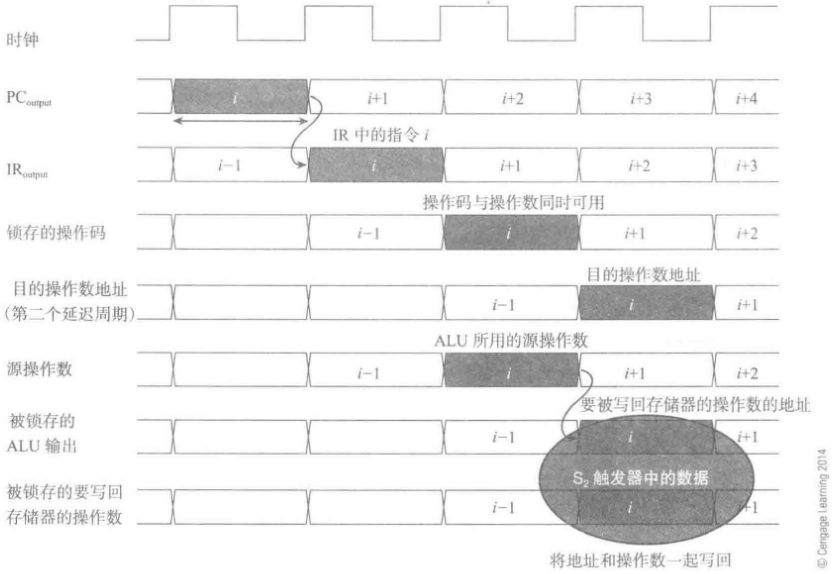 时钟
PC_output
i
i+1
i+2
i+3
i+4
IR 中的指令 i
IR_output
i−1
i
i+1
i+2
i+3
操作码与操作数同时可用
锁存的操作码
i−1
i
i+1
i+2
目的操作数地址
目的操作数地址
(第二个延迟周期)
i−1
i
i+1
ALU 所用的源操作数
源操作数
i−1
i
i+1
i+2
要被写回存储器的操作数的地址
被锁存的
ALU 输出
i−1
i
i+1
S₂ 触发器中的数据
被锁存的要写回
存储器的操作数
i−1
i
i+1
将地址和操作数一起写回
© Cengage Learning 2014